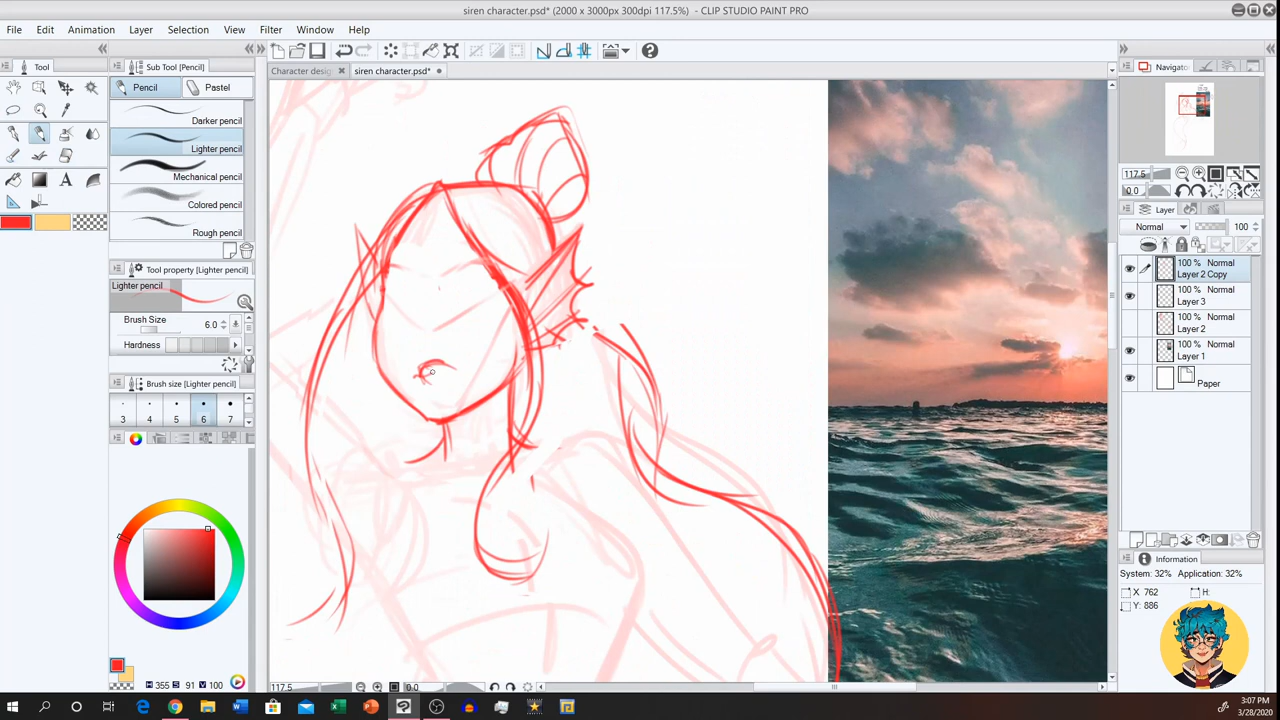 siren character.psd* (2000 x 3000px 300dpi 117.5%) - CLIP STUDIO PAINT PRO
File Edit Animation Layer Selection View Filter Window Help
Tool
Sub Tool [Pencil]
Character desig
siren character.psd*
Navigator
Pencil Pastel
Darker pencil
Lighter pencil
Mechanical pencil
Colored pencil
Rough pencil
Tool property [Lighter pencil]
Lighter pencil
Brush Size 6.0
Hardness
Brush size [Lighter pencil]
3 4 5 6 7
355 S 91 V 100
117.5
0.0
117.5
0.0
Layer
Normal 100
100 % Normal
Layer 2 Copy
100 % Normal
Layer 3
100 % Normal
Layer 2
100 % Normal
Layer 1
Paper
Information
System: 32% Application: 32%
X 762 H:
Y: 886
3:07 PM
3/28/2020